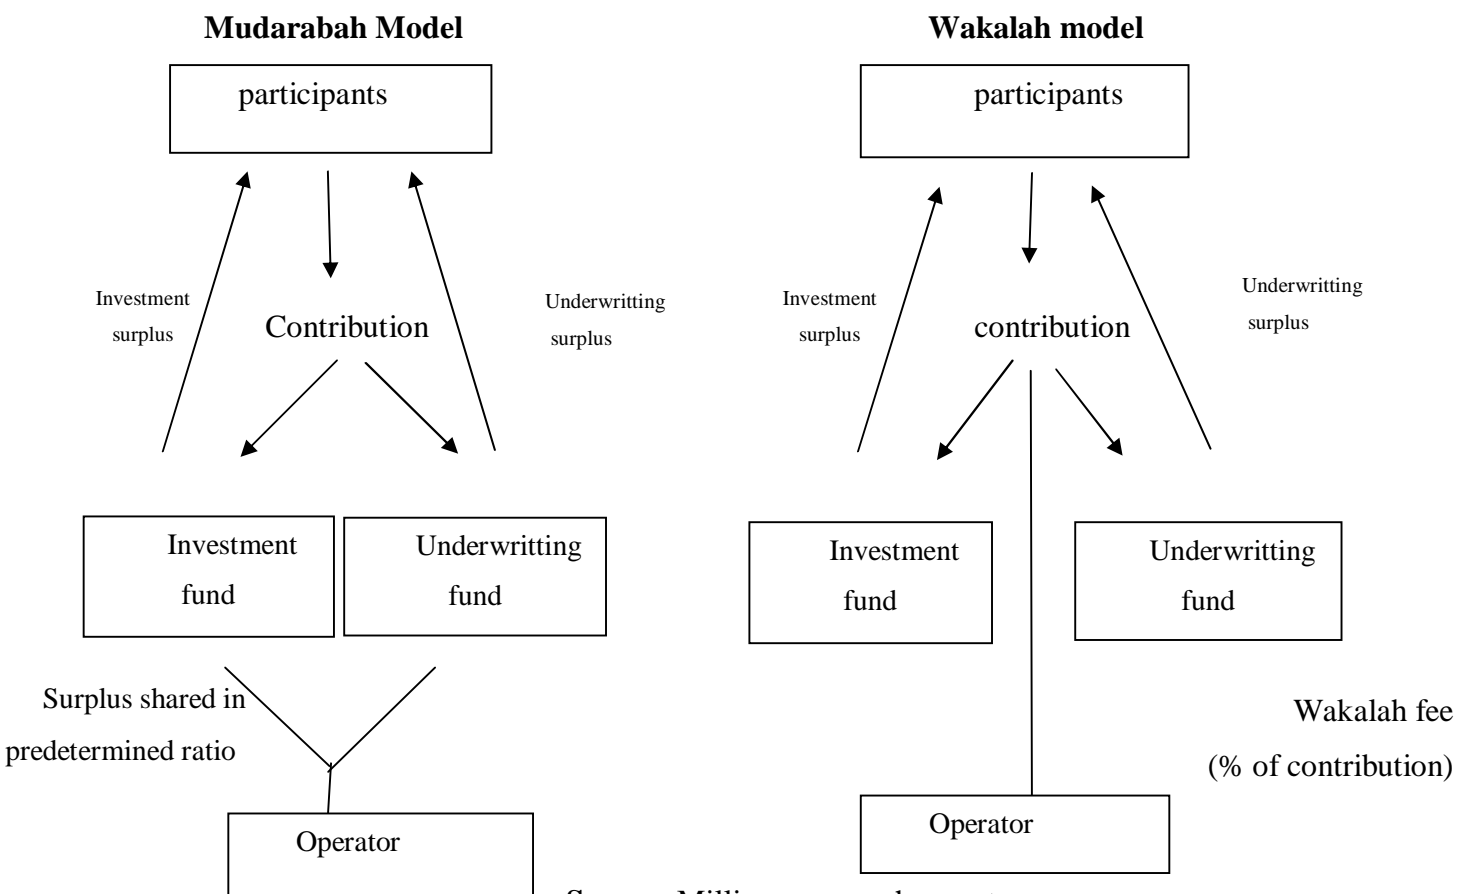 Mudarabah Model
participants
Investment
surplus
Contribution
Underwritting
surplus
Investment
fund
Underwritting
fund
Surplus shared in
predetermined ratio
Operator
Wakalah model
participants
Investment
surplus
contribution
Underwritting
surplus
Investment
fund
Underwritting
fund
Wakalah fee
(% of contribution)
Operator